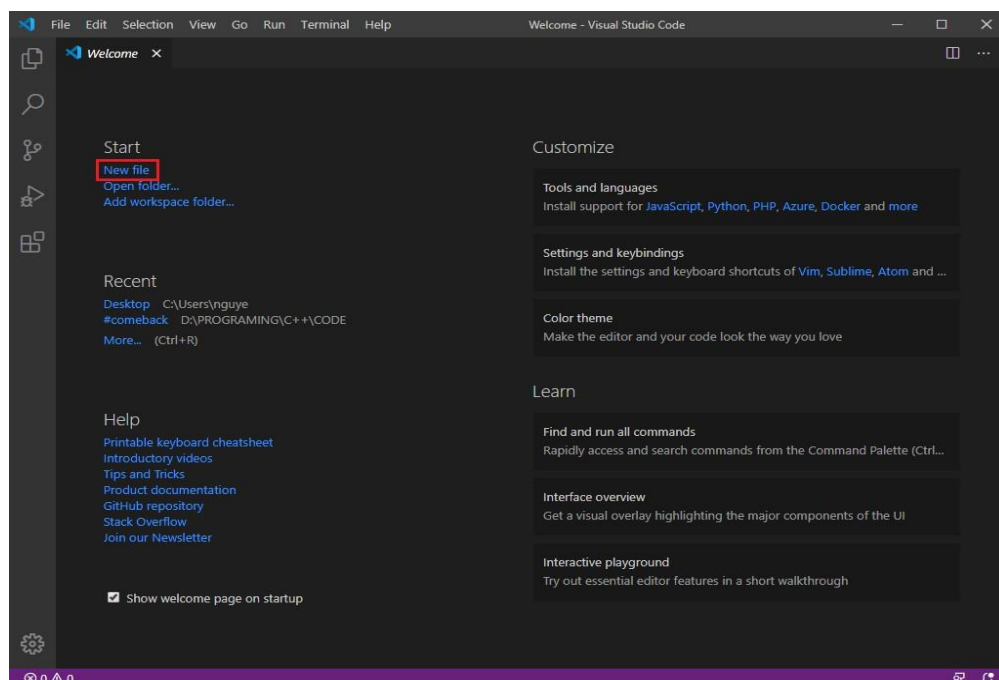 File Edit Selection View Go Run Terminal Help Welcome - Visual Studio Code
Welcome
Start
New file
Open folder...
Add workspace folder...
Recent
Desktop C:\Users\nguye
#comeback D:\PROGRAMING\C++\CODE
More... (Ctrl+R)
Help
Printable keyboard cheatsheet
Introductory videos
Tips and Tricks
Product documentation
GitHub repository
Stack Overflow
Join our Newsletter
Show welcome page on startup
Customize
Tools and languages
Install support for JavaScript, Python, PHP, Azure, Docker and more
Settings and keybindings
Install the settings and keyboard shortcuts of Vim, Sublime, Atom and ...
Color theme
Make the editor and your code look the way you love
Learn
Find and run all commands
Rapidly access and search commands from the Command Palette (Ctrl...
Interface overview
Get a visual overlay highlighting the major components of the UI
Interactive playground
Try out essential editor features in a short walkthrough
0 0